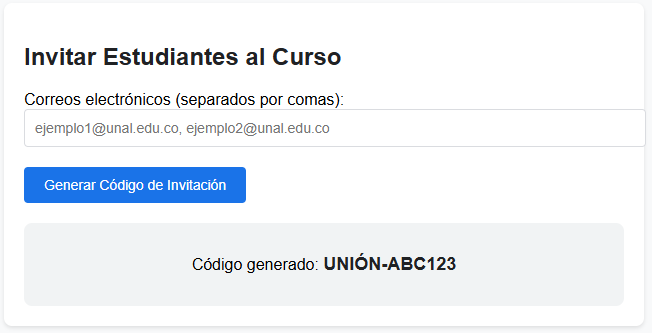 Invitar Estudiantes al Curso
Correos electrónicos (separados por comas):
ejemplo1@unal.edu.co, ejemplo2@unal.edu.co
Generar Código de Invitación
Código generado: UNIÓN-ABC123